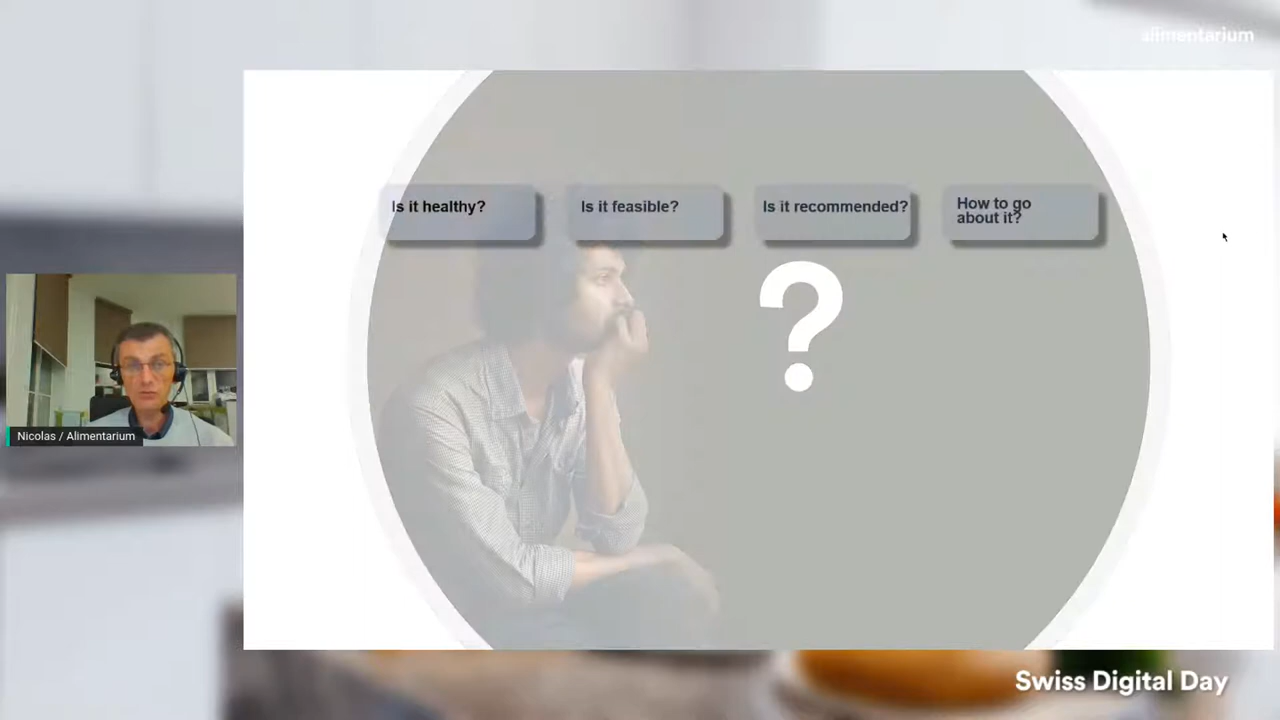 alimentarium
Is it healthy?
Is it feasible?
Is it recommended?
How to go
about it?
?
Nicolas / Alimentarium
Swiss Digital Day